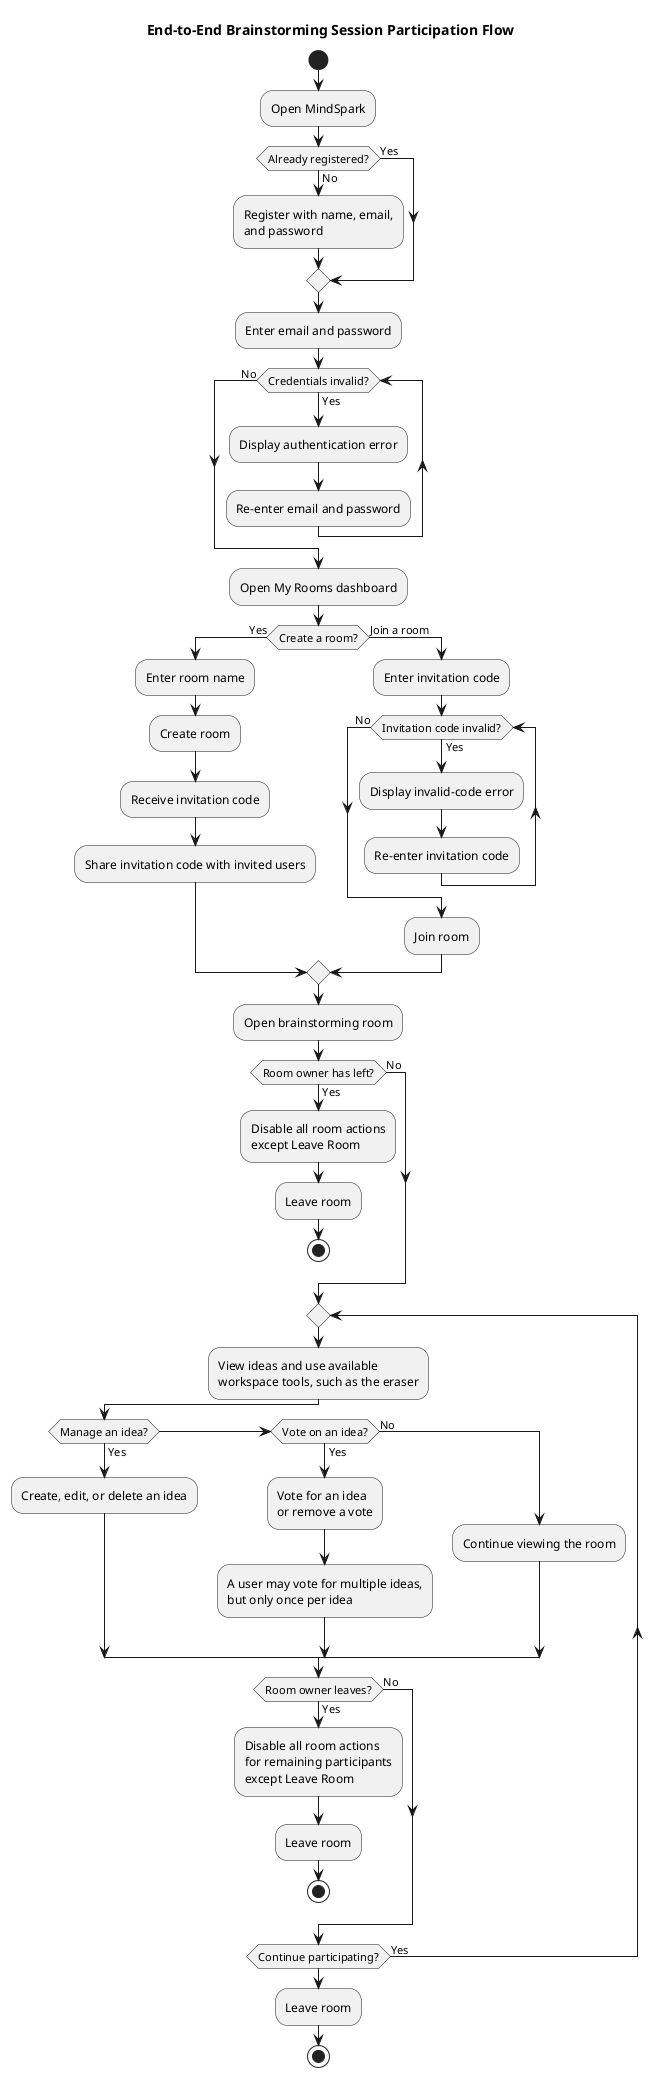 End-to-End Brainstorming Session Participation Flow
Open MindSpark
Already registered?
Yes
No
Register with name, email,
and password
Enter email and password
No
Credentials invalid?
Yes
Display authentication error
Re-enter email and password
Open My Rooms dashboard
Yes
Create a room?
Join a room
Enter room name
Create room
Receive invitation code
Share invitation code with invited users
Enter invitation code
No
Invitation code invalid?
Yes
Display invalid-code error
Re-enter invitation code
Join room
Open brainstorming room
Room owner has left?
No
Yes
Disable all room actions
except Leave Room
Leave room
View ideas and use available
workspace tools, such as the eraser
Manage an idea?
Yes
Create, edit, or delete an idea
Vote on an idea?
No
Yes
Vote for an idea
or remove a vote
A user may vote for multiple ideas,
but only once per idea
Continue viewing the room
Room owner leaves?
No
Yes
Disable all room actions
for remaining participants
except Leave Room
Leave room
Continue participating?
Yes
Leave room